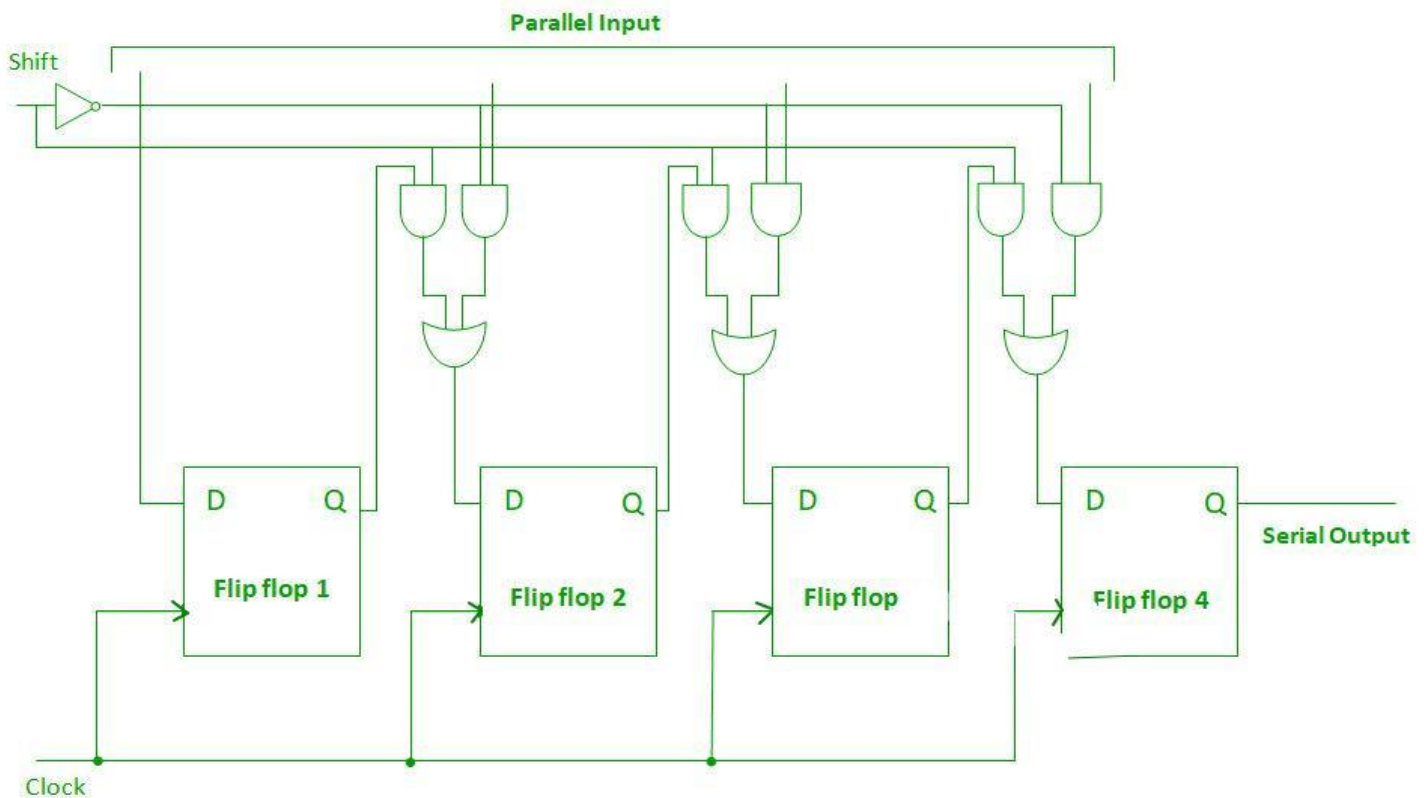 Parallel Input
Shift
D Q
D Q
D Q
D Q
Serial Output
Flip flop 1
Flip flop 2
Flip flop
Flip flop 4
Clock